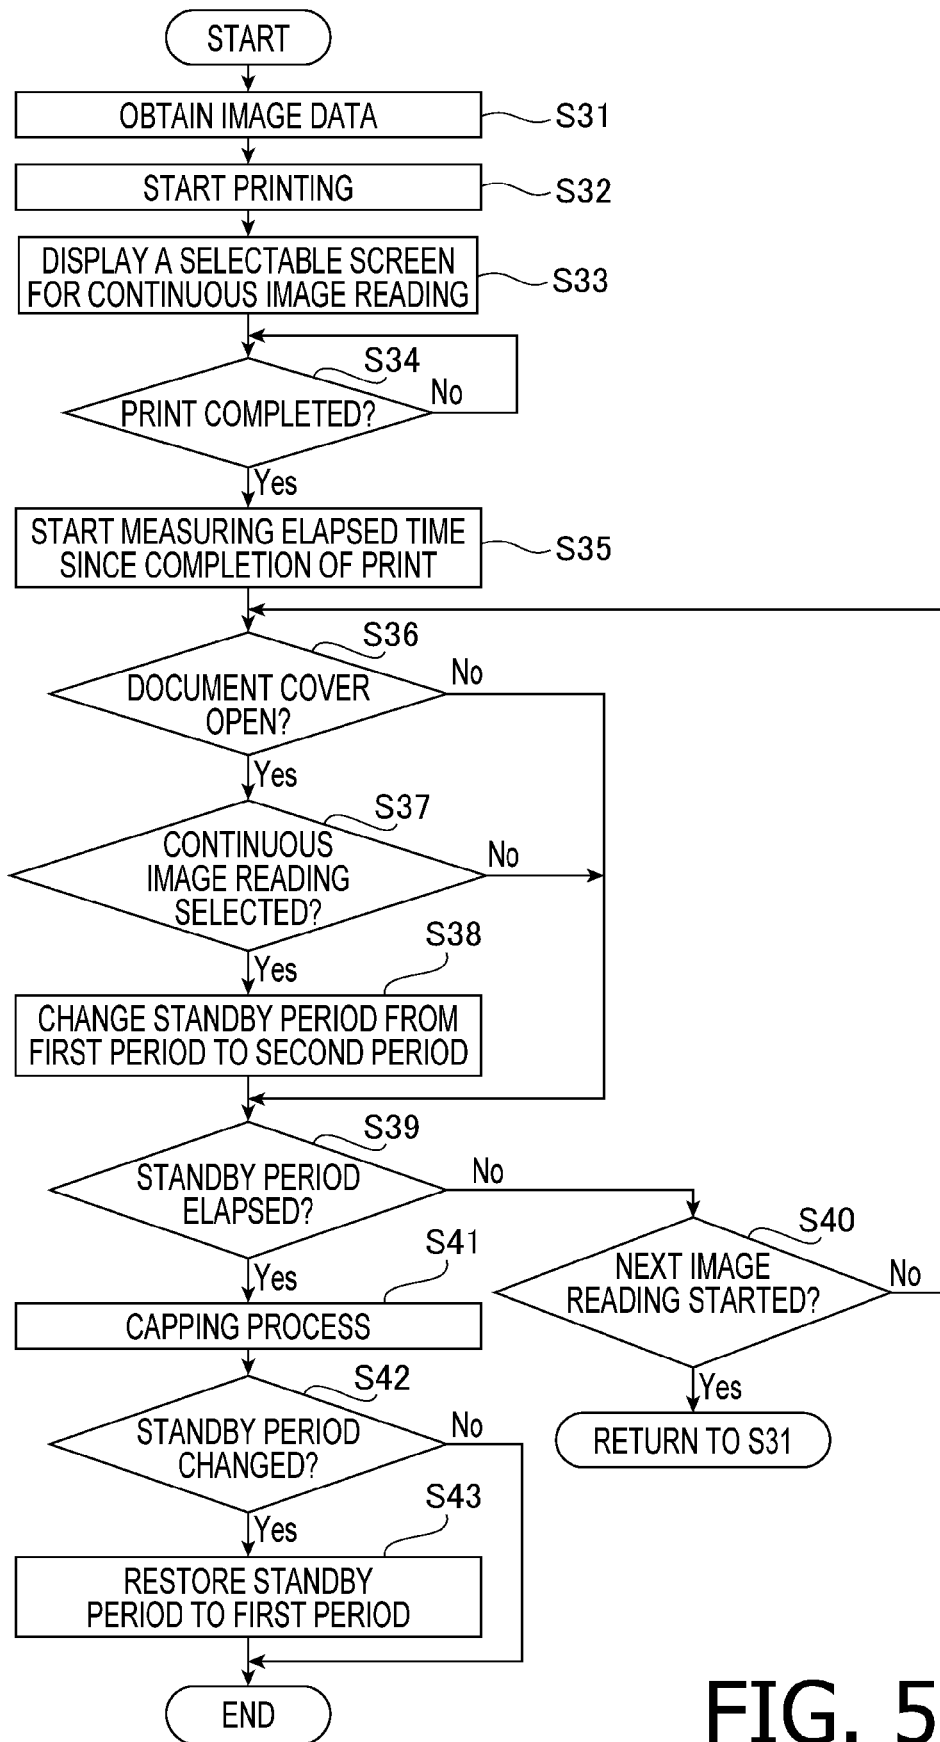 START
OBTAIN IMAGE DATA
S31
START PRINTING
S32
DISPLAY A SELECTABLE SCREEN
FOR CONTINUOUS IMAGE READING
S33
S34
PRINT COMPLETED?
No
Yes
START MEASURING ELAPSED TIME
SINCE COMPLETION OF PRINT
S35
S36
DOCUMENT COVER
OPEN?
No
Yes
S37
CONTINUOUS
IMAGE READING
SELECTED?
No
Yes
S38
CHANGE STANDBY PERIOD FROM
FIRST PERIOD TO SECOND PERIOD
S39
STANDBY PERIOD
ELAPSED?
No
Yes
S40
NEXT IMAGE
READING STARTED?
No
Yes
RETURN TO S31
S41
CAPPING PROCESS
S42
STANDBY PERIOD
CHANGED?
No
Yes
S43
RESTORE STANDBY
PERIOD TO FIRST PERIOD
END
FIG. 5